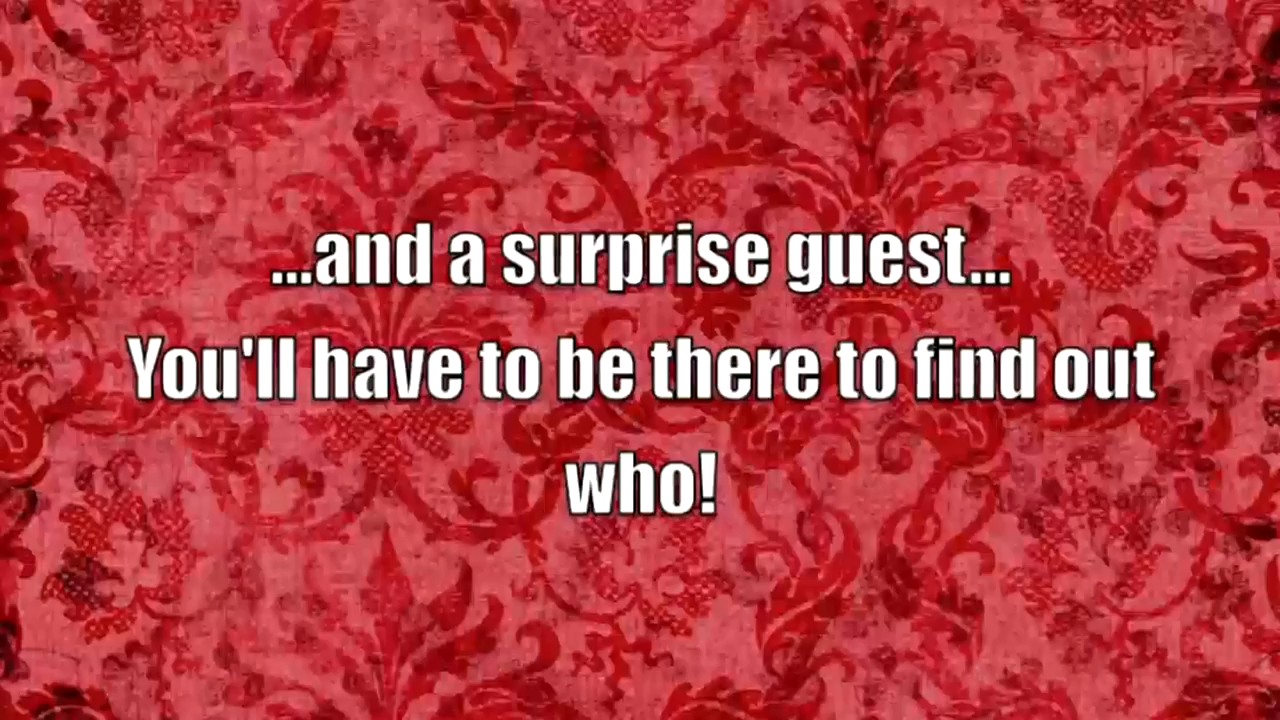 ...and a surprise guest...
You'll have to be there to find out
who!